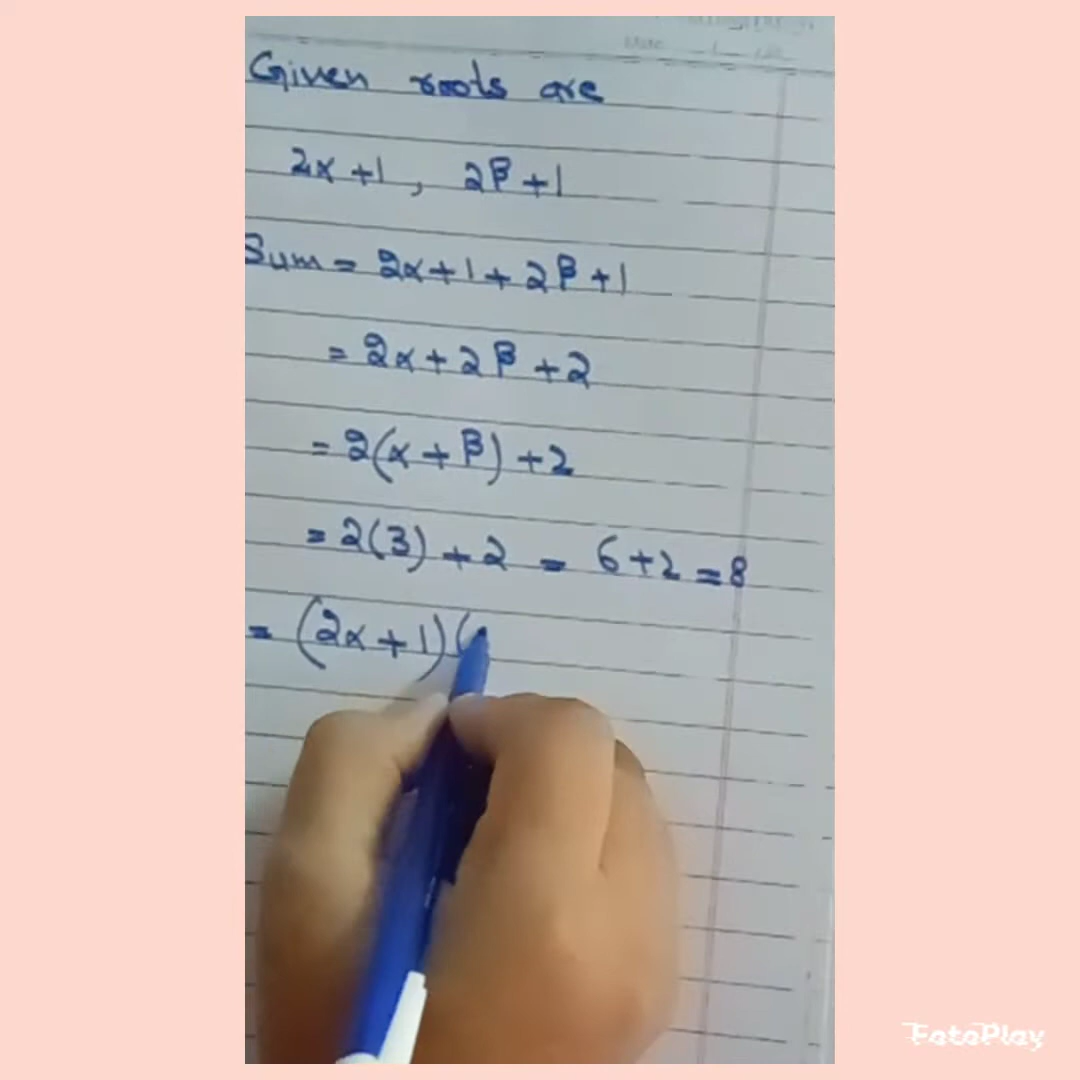 Given roots are
2α+1, 2β+1
Sum = 2α+1+2β+1
= 2α+2β+2
= 2(α+β)+2
= 2(3)+2 = 6+2=8
= (2α+1)(
FotoPlay